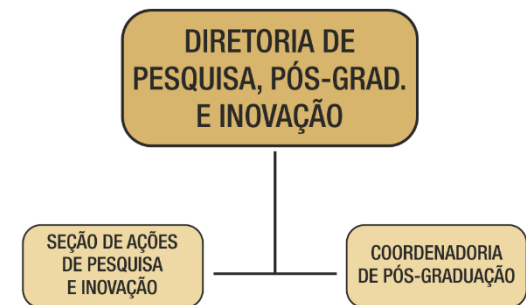 DIRETORIA DE
PESQUISA, PÓS-GRAD.
E INOVAÇÃO
SEÇÃO DE AÇÕES
DE PESQUISA
E INOVAÇÃO
COORDENADORIA
DE PÓS-GRADUAÇÃO